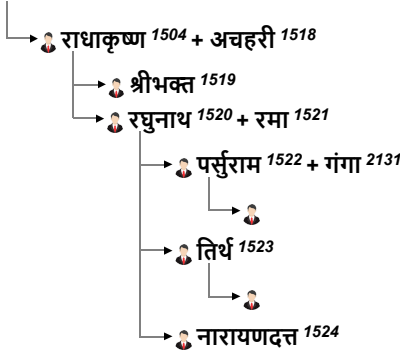 राधाकृष्ण 1504 + अचहरी 1518
श्रीभक्त 1519
रघुनाथ 1520 + रमा 1521
पर्सुराम 1522 + गंगा 2131
तिर्थ 1523
नारायणदत्त 1524